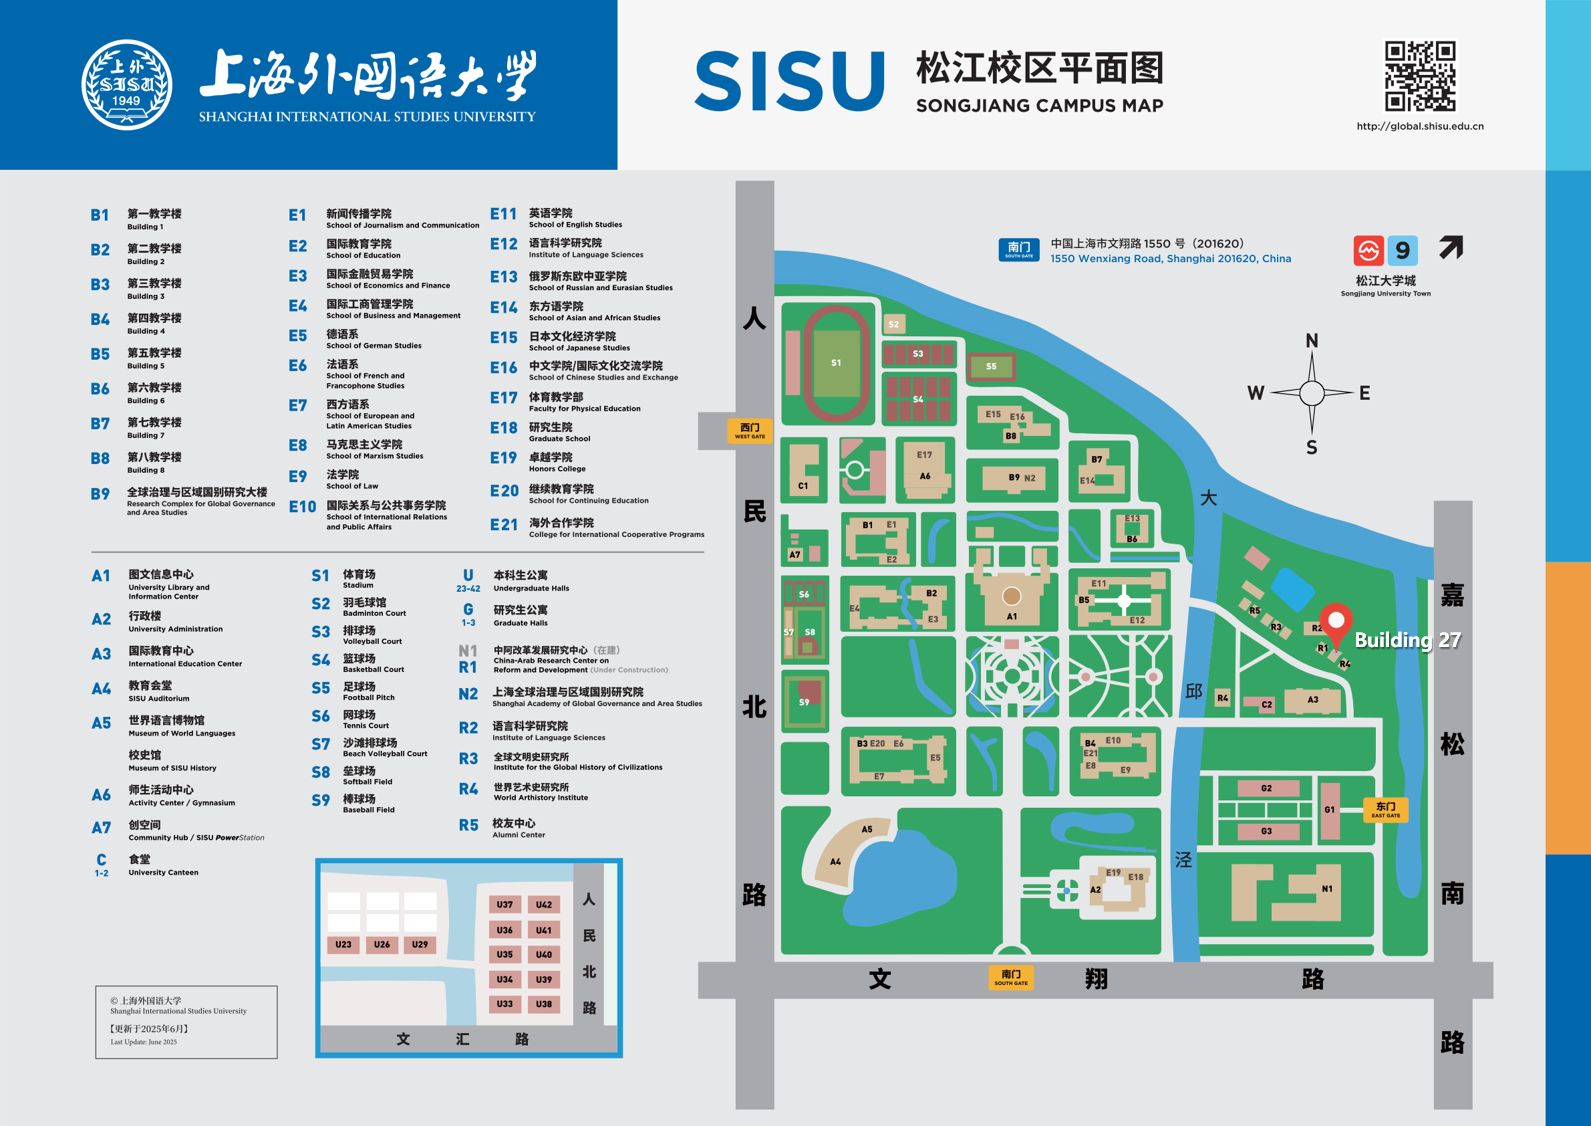 上海外国语大学
SHANGHAI INTERNATIONAL STUDIES UNIVERSITY
上外
SISU
1949
SISU
松江校区平面图
SONGJIANG CAMPUS MAP
http://global.shisu.edu.cn
B1 第一教学楼
Building 1
B2 第二教学楼
Building 2
B3 第三教学楼
Building 3
B4 第四教学楼
Building 4
B5 第五教学楼
Building 5
B6 第六教学楼
Building 6
B7 第七教学楼
Building 7
B8 第八教学楼
Building 8
B9 全球治理与区域国别研究大楼
Research Complex for Global Governance
and Area Studies
E1 新闻传播学院
School of Journalism and Communication
E2 国际教育学院
School of Education
E3 国际金融贸易学院
School of Economics and Finance
E4 国际工商管理学院
School of Business and Management
E5 德语系
School of German Studies
E6 法语系
School of French and
Francophone Studies
E7 西方语系
School of European and
Latin American Studies
E8 马克思主义学院
School of Marxism Studies
E9 法学院
School of Law
E10 国际关系与公共事务学院
School of International Relations
and Public Affairs
E11 英语学院
School of English Studies
E12 语言科学研究院
Institute of Language Sciences
E13 俄罗斯东欧中亚学院
School of Russian and Eurasian Studies
E14 东方语学院
School of Asian and African Studies
E15 日本文化经济学院
School of Japanese Studies
E16 中文学院/国际文化交流学院
School of Chinese Studies and Exchange
E17 体育教学部
Faculty for Physical Education
E18 研究生院
Graduate School
E19 卓越学院
Honors College
E20 继续教育学院
School for Continuing Education
E21 海外合作学院
College for International Cooperative Programs
A1 图文信息中心
University Library and
Information Center
A2 行政楼
University Administration
A3 国际教育中心
International Education Center
A4 教育会堂
SISU Auditorium
A5 世界语言博物馆
Museum of World Languages
校史馆
Museum of SISU History
A6 师生活动中心
Activity Center / Gymnasium
A7 创空间
Community Hub / SISU PowerStation
C 食堂
1-2 University Canteen
S1 体育场
Stadium
S2 羽毛球馆
Badminton Court
S3 排球场
Volleyball Court
S4 篮球场
Basketball Court
S5 足球场
Football Pitch
S6 网球场
Tennis Court
S7 沙滩排球场
Beach Volleyball Court
S8 垒球场
Softball Field
S9 棒球场
Baseball Field
U 本科生公寓
23-42 Undergraduate Halls
G 研究生公寓
1-3 Graduate Halls
N1 中阿改革发展研究中心（在建）
R1 China-Arab Research Center on
Reform and Development (Under Construction)
N2 上海全球治理与区域国别研究院
Shanghai Academy of Global Governance and Area Studies
R2 语言科学研究院
Institute of Language Sciences
R3 全球文明史研究所
Institute for the Global History of Civilizations
R4 世界艺术史研究所
World Arthistory Institute
R5 校友中心
Alumni Center
© 上海外国语大学
Shanghai International Studies University
【更新于2025年6月】
Last Update: June 2025
U23 U26 U29
U37 U42
U36 U41
U35 U40
U34 U39
U33 U38
人民北路
文汇路
南门
SOUTH GATE
中国上海市文翔路 1550 号（201620）
1550 Wenxiang Road, Shanghai 201620, China
9
松江大学城
Songjiang University Town
N
W E
S
人民北路
西门
WEST GATE
S1
S2
S3
S4
S5
E15 E16
B8
C1
E17
A6
B9 N2
B7
E14
B1 E1
E2
A7
E13
B6
S6
S7 S8
E4
B2
E3
A1
E11
B5
E12
S9
B3 E20 E6
E5
E7
B4 E10
E21
E8 E9
A5
A4
E19 E18
A2
大邱泾
R5
R3
R2
R1
R4
Building 27
R4
C2
A3
G2
G1
G3
东门
EAST GATE
N1
嘉松南路
文翔路
南门
SOUTH GATE